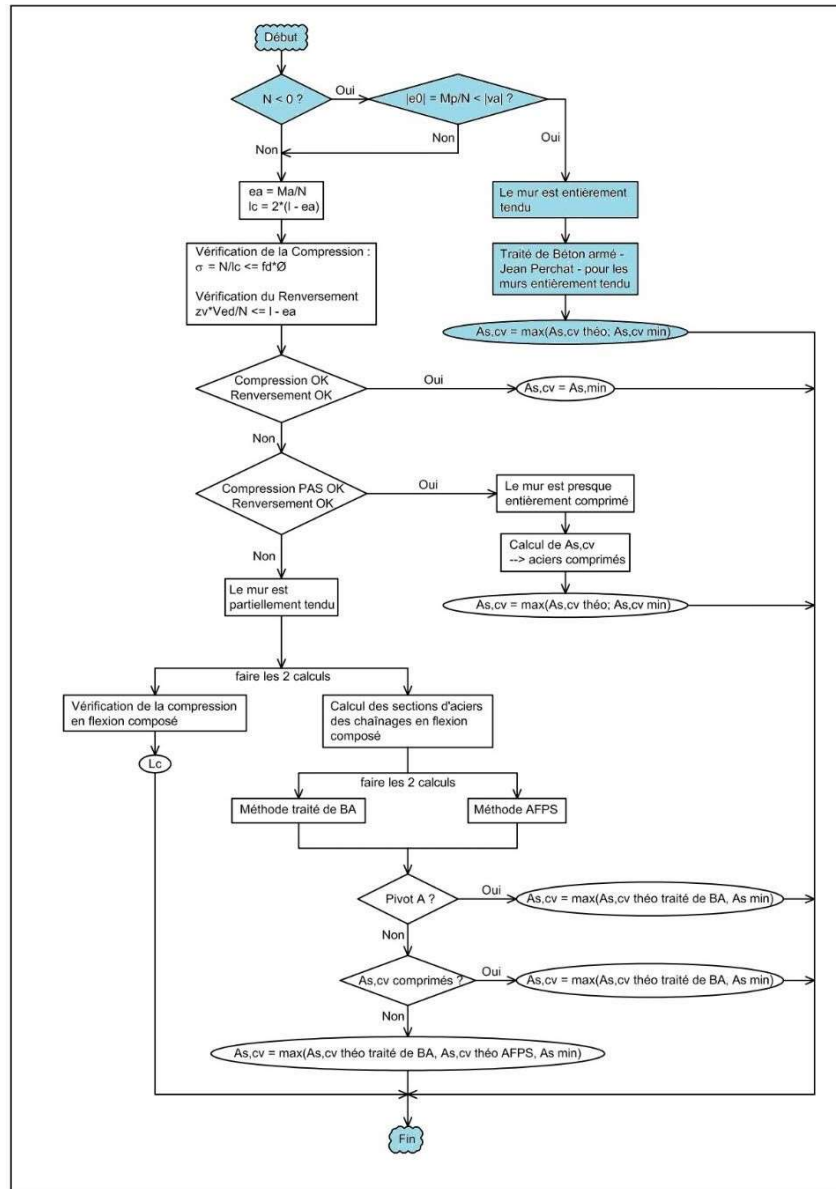 Début
N < 0 ?
Oui
|e0| = Mp/N < |va| ?
Non
Non
Oui
ea = Ma/N
lc = 2*(l - ea)
Le mur est entièrement
tendu
Vérification de la Compression :
σ = N/lc <= fd*Ø
Vérification du Renversement
zv*Ved/N <= l - ea
Traité de Béton armé -
Jean Perchat - pour les
murs entièrement tendu
As,cv = max(As,cv théo; As,cv min)
Compression OK
Renversement OK
Oui
As,cv = As,min
Non
Compression PAS OK
Renversement OK
Oui
Le mur est presque
entièrement comprimé
Non
Calcul de As,cv
--> aciers comprimés
Le mur est
partiellement tendu
As,cv = max(As,cv théo; As,cv min)
faire les 2 calculs
Vérification de la compression
en flexion composé
Calcul des sections d'aciers
des chaînages en flexion
composé
Lc
faire les 2 calculs
Méthode traité de BA
Méthode AFPS
Pivot A ?
Oui
As,cv = max(As,cv théo traité de BA, As min)
Non
As,cv comprimés ?
Oui
As,cv = max(As,cv théo traité de BA, As min)
Non
As,cv = max(As,cv théo traité de BA, As,cv théo AFPS, As min)
Fin